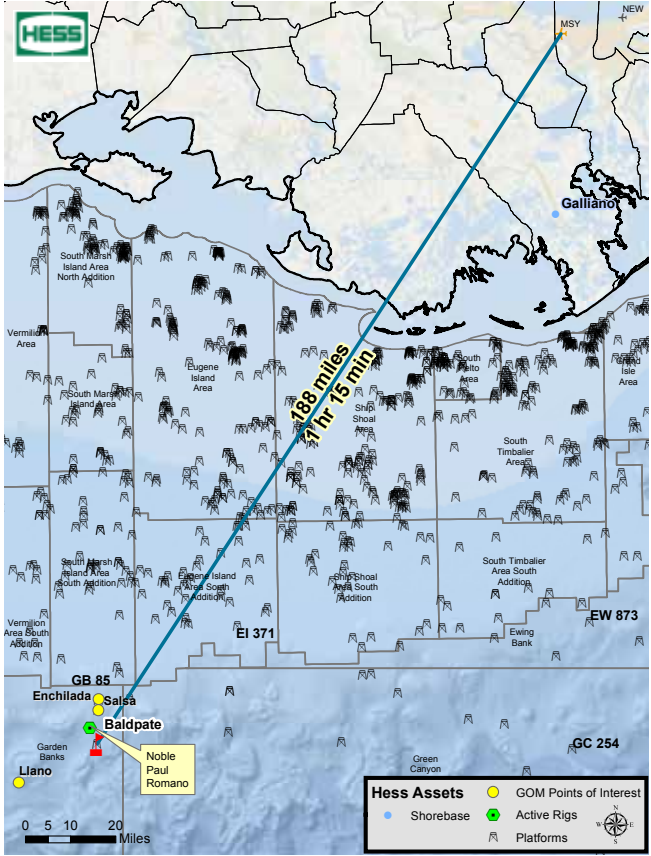 HESS
NEW
MSY
Galliano
South Marsh
Island Area
North Addition
Vermilion
Area
Eugene
Island
Area
188 miles
1 hr 15 min
South
Pelto
Area
Grand
Isle
Area
South Marsh
Island Area
Ship
Shoal
Area
South
Timbalier
Area
South Marsh
Island Area
South Addition
Eugene Island
Area South
Addition
Ship Shoal
Area South
Addition
South Timbalier
Area South
Addition
Vermilion
Area South
Addition
EI 371
EW 873
Ewing
Bank
GB 85
Enchilada
Salsa
Baldpate
Garden
Banks
Noble
Paul
Romano
GC 254
Green
Canyon
Llano
Hess Assets
GOM Points of Interest
Shorebase
Active Rigs
Platforms
N
W E
S
0 5 10 20
Miles